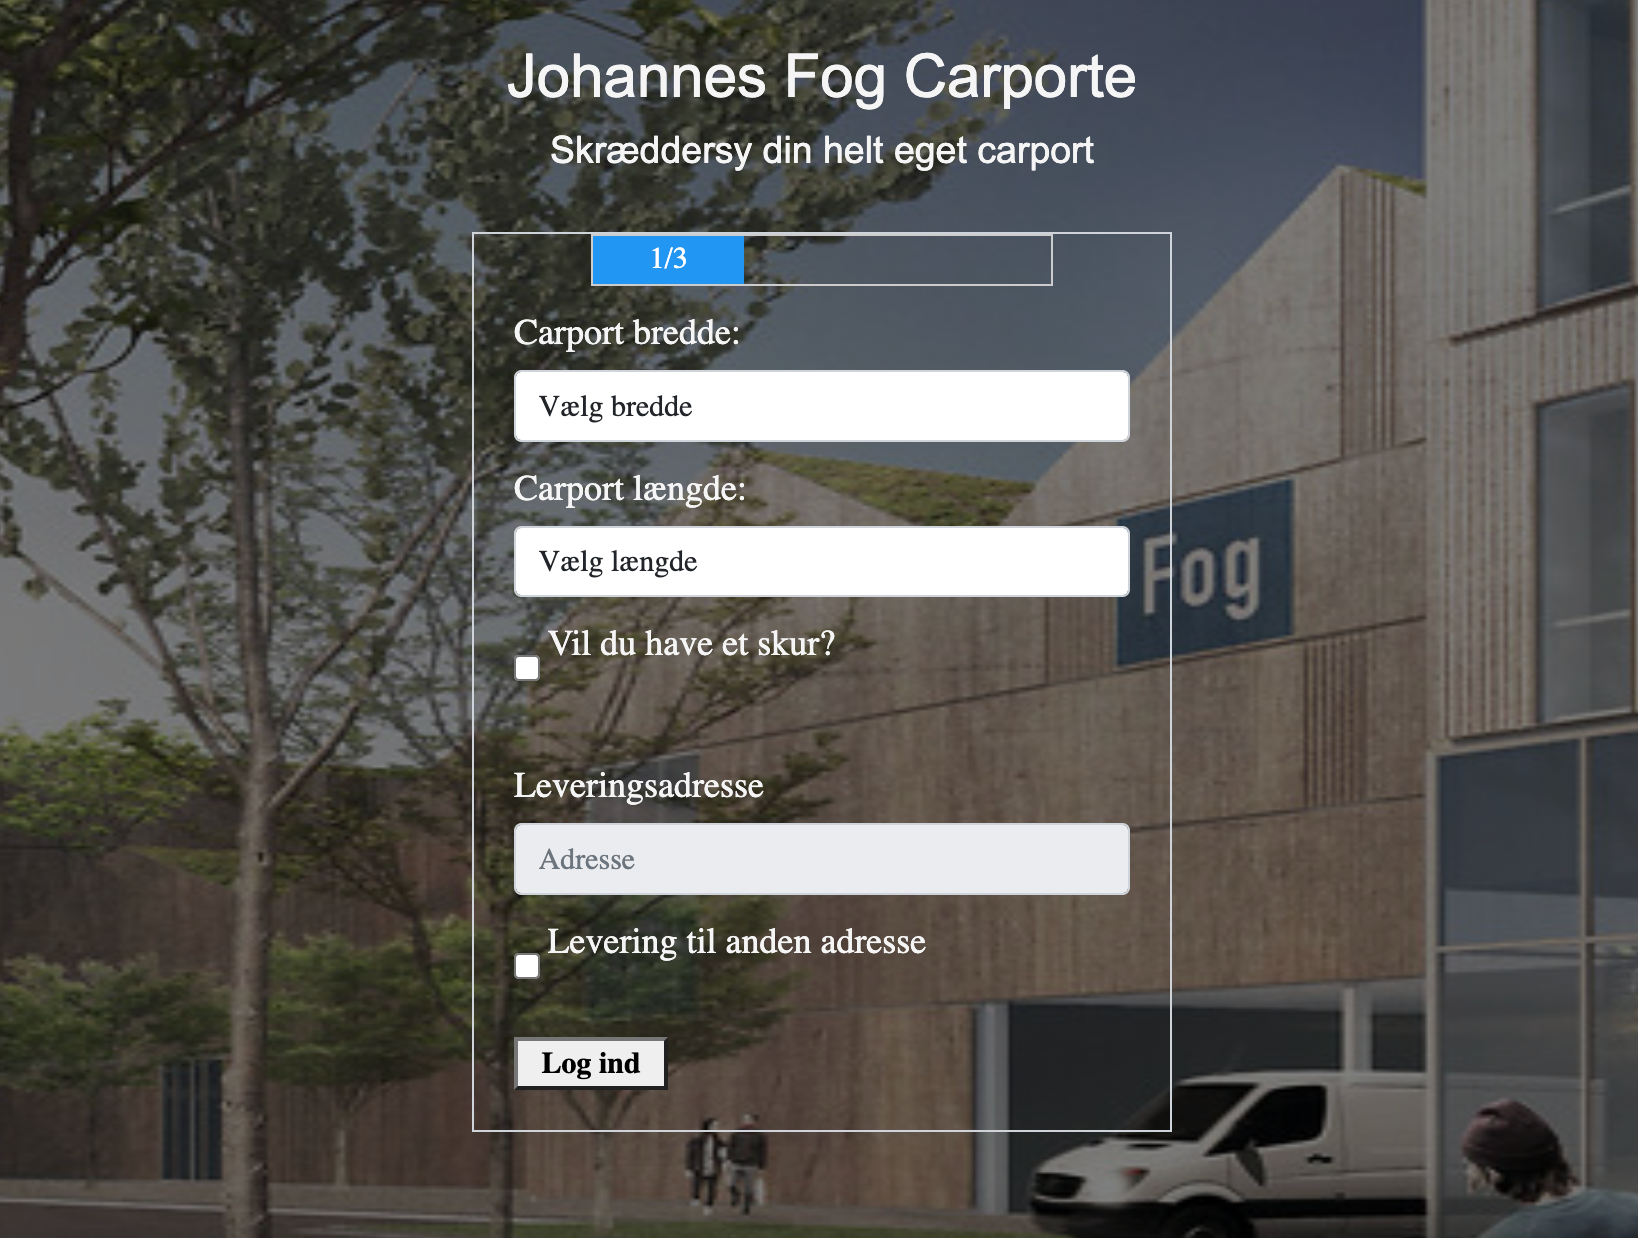 Johannes Fog Carporte
Skræddersy din helt eget carport
1/3
Carport bredde:
Vælg bredde
Carport længde:
Vælg længde
Fog
Vil du have et skur?
Leveringsadresse
Adresse
Levering til anden adresse
Log ind